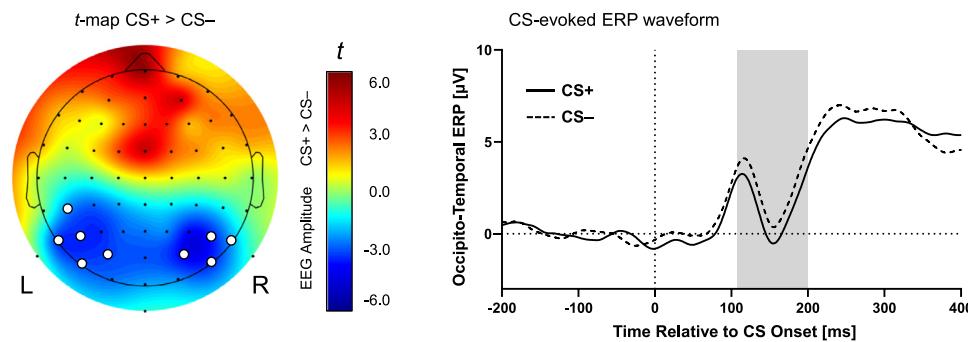 t-map CS+ > CS–
t
6.0
3.0
0.0
-3.0
-6.0
EEG Amplitude CS+ > CS–
L
R
CS-evoked ERP waveform
Occipito-Temporal ERP [µV]
10
5
0
CS+
CS–
-200
-100
0
100
200
300
400
Time Relative to CS Onset [ms]